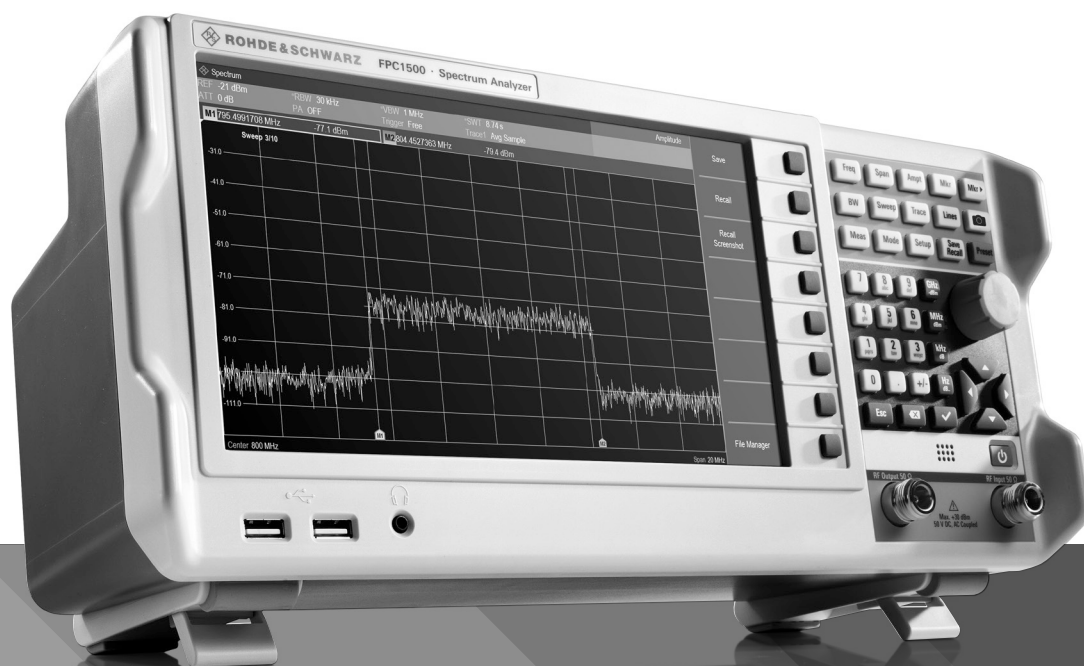 ROHDE&SCHWARZ FPC1500 · Spectrum Analyzer
Spectrum
REF -21 dBm *RBW 30 kHz *VBW 1 MHz *SWT 8.74 s Amplitude
ATT 0 dB PA. OFF Trigger Free Trace1 Avg Sample
M1 795.4991708 MHz -77.1 dBm M2 804.4527363 MHz -79.4 dBm
Sweep 3/10
-31.0
-41.0
-51.0
-61.0
-71.0
-81.0
-91.0
-111.0
M1
Center 800 MHz Span 20 MHz
Save
Recall
Recall
Screenshot
File Manager
Freq Span Ampt Mkr Mkr
BW Sweep Trace Lines
Meas Mode Setup Save Recall Preset
7 8 9 GHz -dBm
4 5 6 MHz dBm
1 2 3 kHz dB
0 . +/- Hz dB..
Esc
RF Output 50 Ω RF Input 50 Ω
Max. +30 dBm
50 V DC, AC Coupled